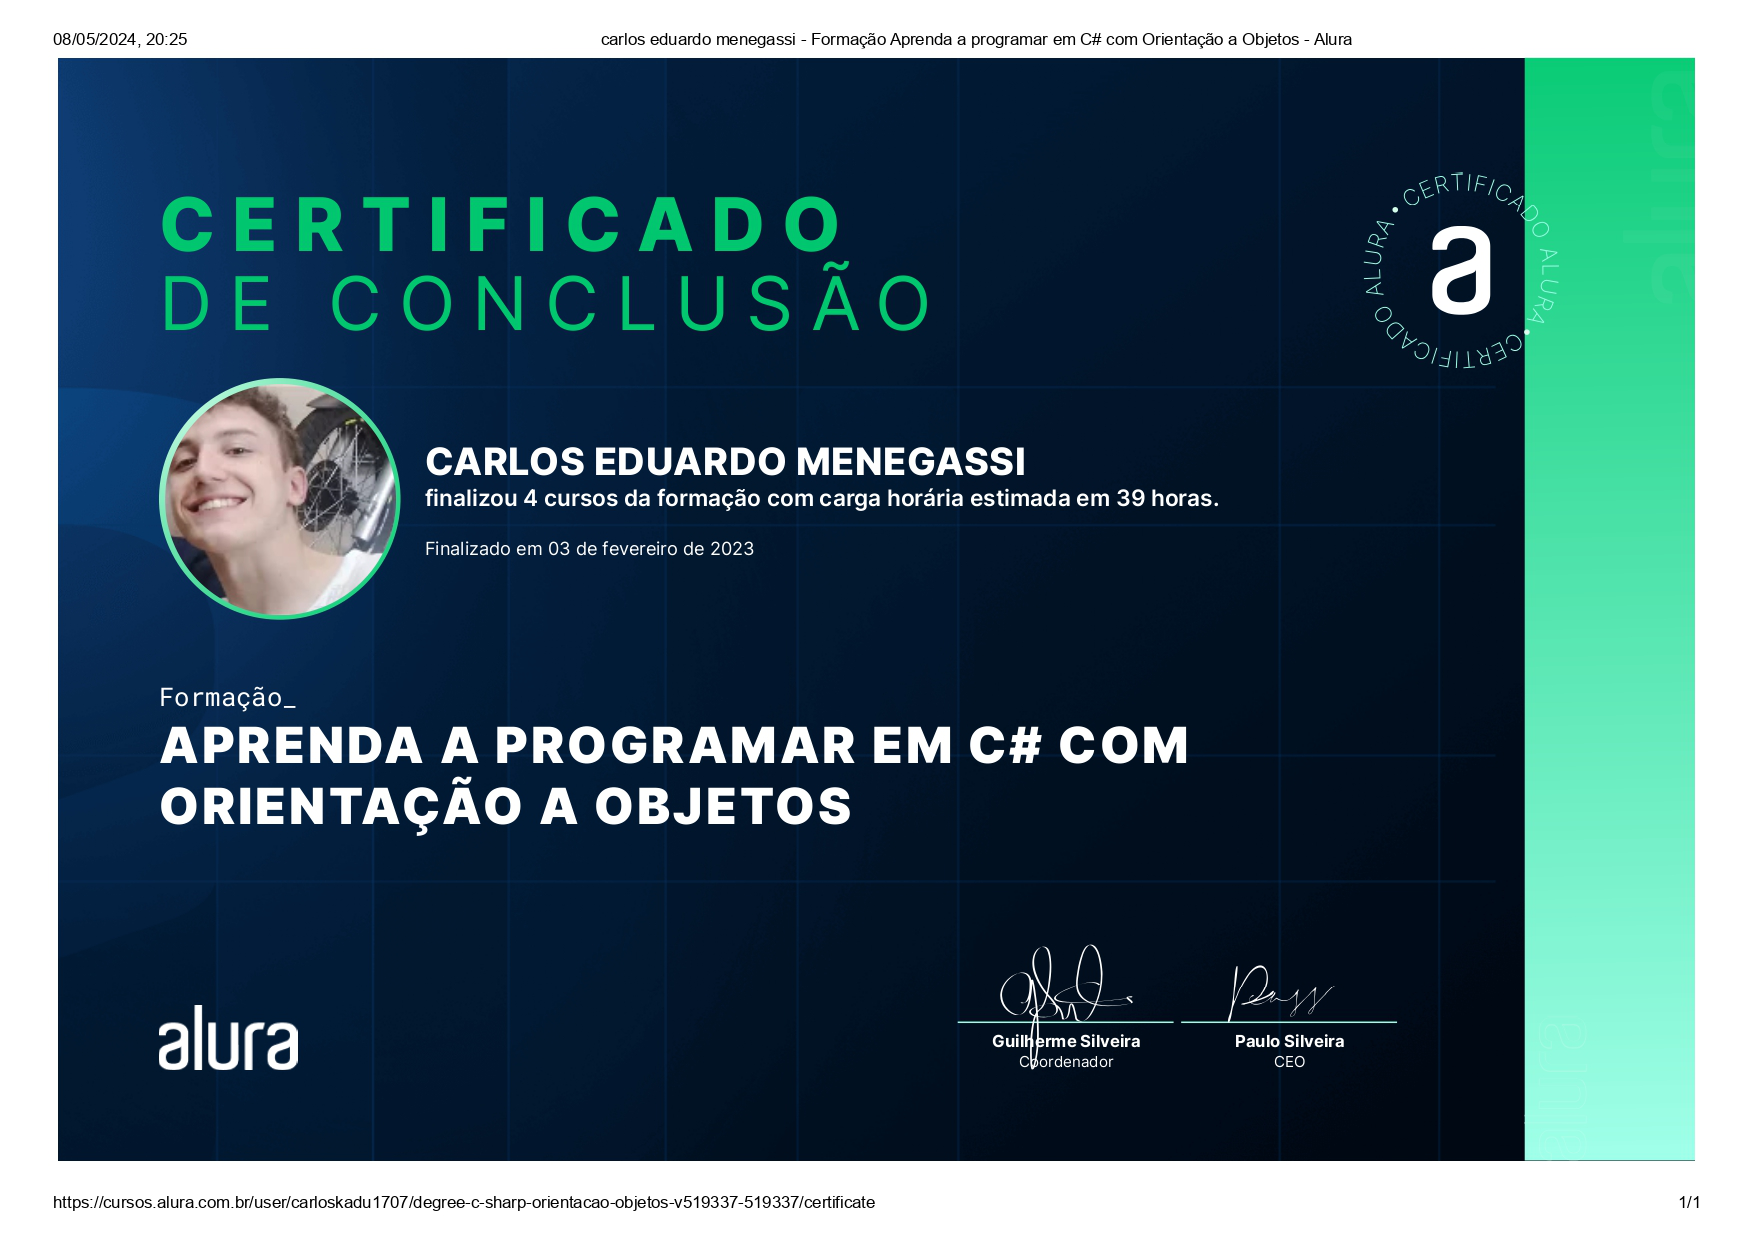 08/05/2024, 20:25
carlos eduardo menegassi - Formação Aprenda a programar em C# com Orientação a Objetos - Alura
CERTIFICADO
DE CONCLUSÃO
CERTIFICADO ALURA • CERTIFICADO ALURA •
a
CARLOS EDUARDO MENEGASSI
finalizou 4 cursos da formação com carga horária estimada em 39 horas.
Finalizado em 03 de fevereiro de 2023
Formação_
APRENDA A PROGRAMAR EM C# COM
ORIENTAÇÃO A OBJETOS
alura
Guilherme Silveira
Coordenador
Paulo Silveira
CEO
alura
alura
https://cursos.alura.com.br/user/carloskadu1707/degree-c-sharp-orientacao-objetos-v519337-519337/certificate
1/1